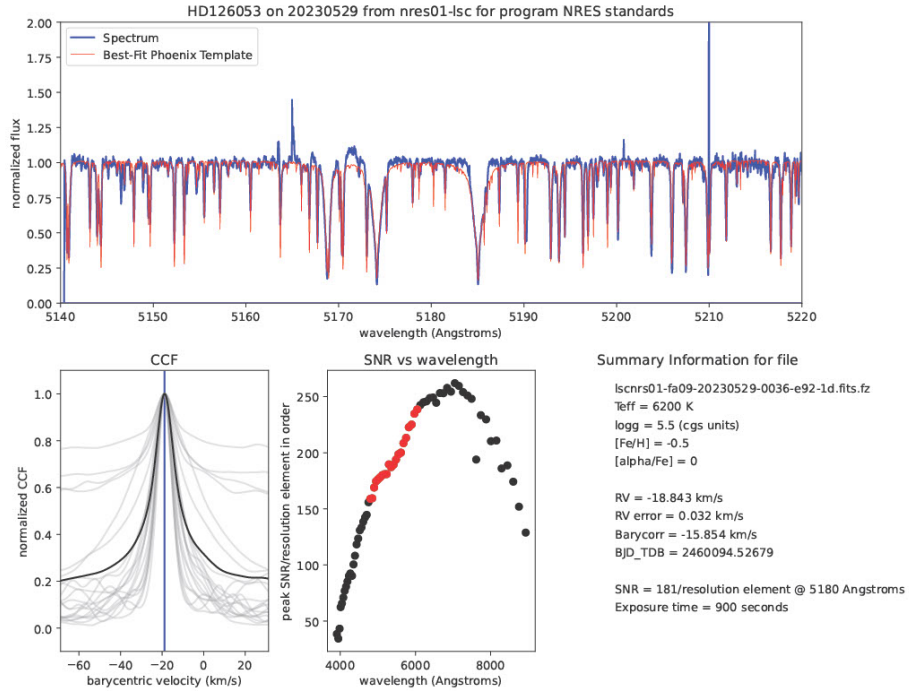 HD126053 on 20230529 from nres01-lsc for program NRES standards
2.00
1.75
1.50
1.25
1.00
0.75
0.50
0.25
0.00
normalized flux
Spectrum
Best-Fit Phoenix Template
5140
5150
5160
5170
5180
5190
5200
5210
5220
wavelength (Angstroms)
CCF
1.0
0.8
0.6
0.4
0.2
0.0
normalized CCF
−60
−40
−20
0
20
barycentric velocity (km/s)
SNR vs wavelength
250
200
150
100
50
peak SNR/resolution element in order
4000
6000
8000
wavelength (Angstroms)
Summary Information for file
lscnrs01-fa09-20230529-0036-e92-1d.fits.fz
Teff = 6200 K
logg = 5.5 (cgs units)
[Fe/H] = -0.5
[alpha/Fe] = 0
RV = -18.843 km/s
RV error = 0.032 km/s
Barycorr = -15.854 km/s
BJD_TDB = 2460094.52679
SNR = 181/resolution element @ 5180 Angstroms
Exposure time = 900 seconds